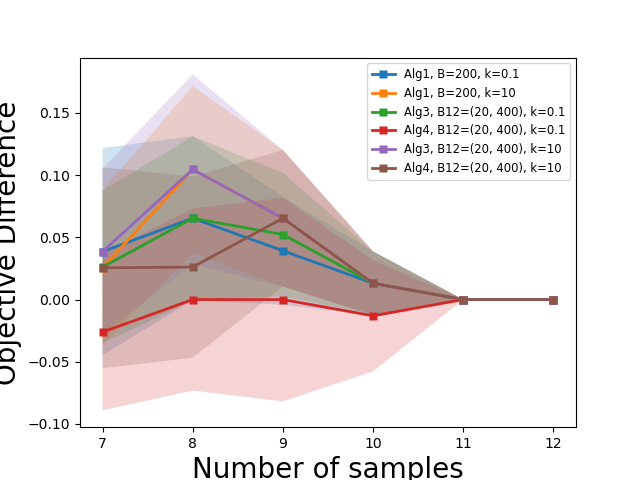 Objective Difference
0.15
0.10
0.05
0.00
−0.05
−0.10
Alg1, B=200, k=0.1
Alg1, B=200, k=10
Alg3, B12=(20, 400), k=0.1
Alg4, B12=(20, 400), k=0.1
Alg3, B12=(20, 400), k=10
Alg4, B12=(20, 400), k=10
7 8 9 10 11 12
Number of samples